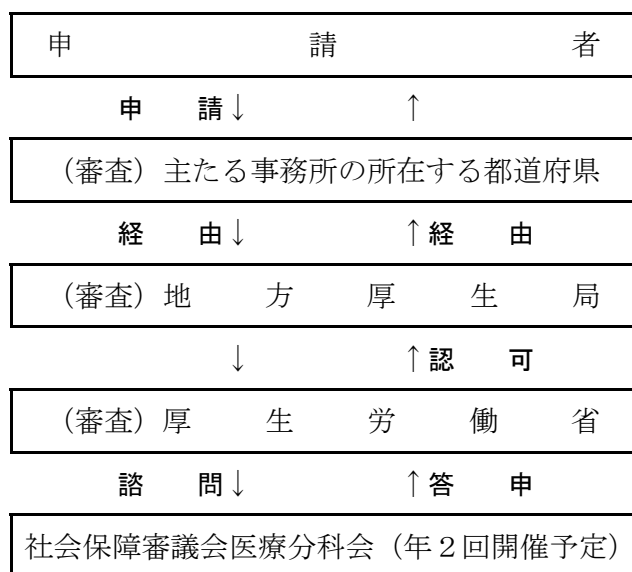 申請者
申請↓ ↑
（審査）主たる事務所の所在する都道府県
経由↓ ↑経由
（審査）地方厚生局
↓ ↑認可
（審査）厚生労働省
諮問↓ ↑答申
社会保障審議会医療分科会（年２回開催予定）